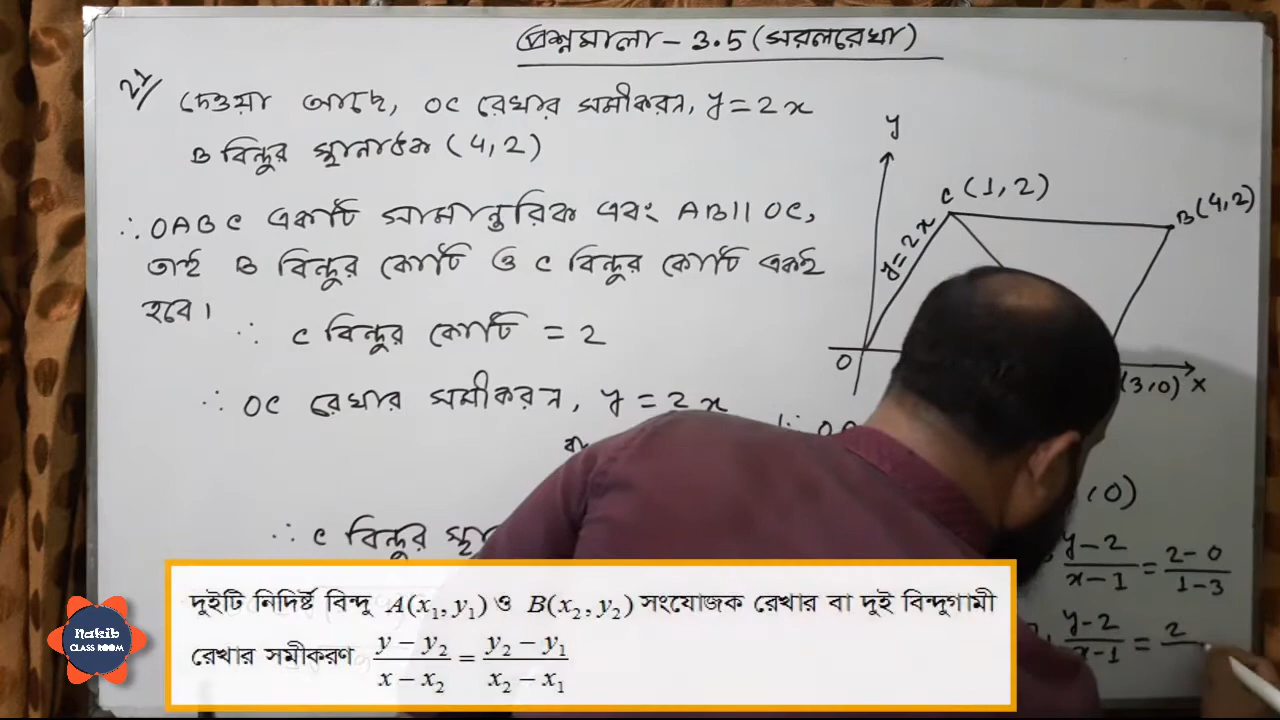 প্রশ্নমালা - 3.5 (সরলরেখা)
21/ দেওয়া আছে, OC রেখার সমীকরণ, y = 2x
B বিন্দুর স্থানাঙ্ক (4, 2)
∴ OABC একটি সামান্তরিক এবং AB || OC,
তাই B বিন্দুর কোটি ও C বিন্দুর কোটি একই
হবে।
∴ C বিন্দুর কোটি = 2
∴ OC রেখার সমীকরণ, y = 2x
∴ C বিন্দুর
y
C (1, 2)
B (4, 2)
y = 2x
O
(3, 0) x
, 0)
y-2/x-1 = 2-0/1-3
y-2/x-1 = 2
দুইটি নির্দিষ্ট বিন্দু A(x₁, y₁) ও B(x₂, y₂) সংযোজক রেখার বা দুই বিন্দুগামী
রেখার সমীকরণ y - y₂/x - x₂ = y₂ - y₁/x₂ - x₁
Nakib
CLASS ROOM